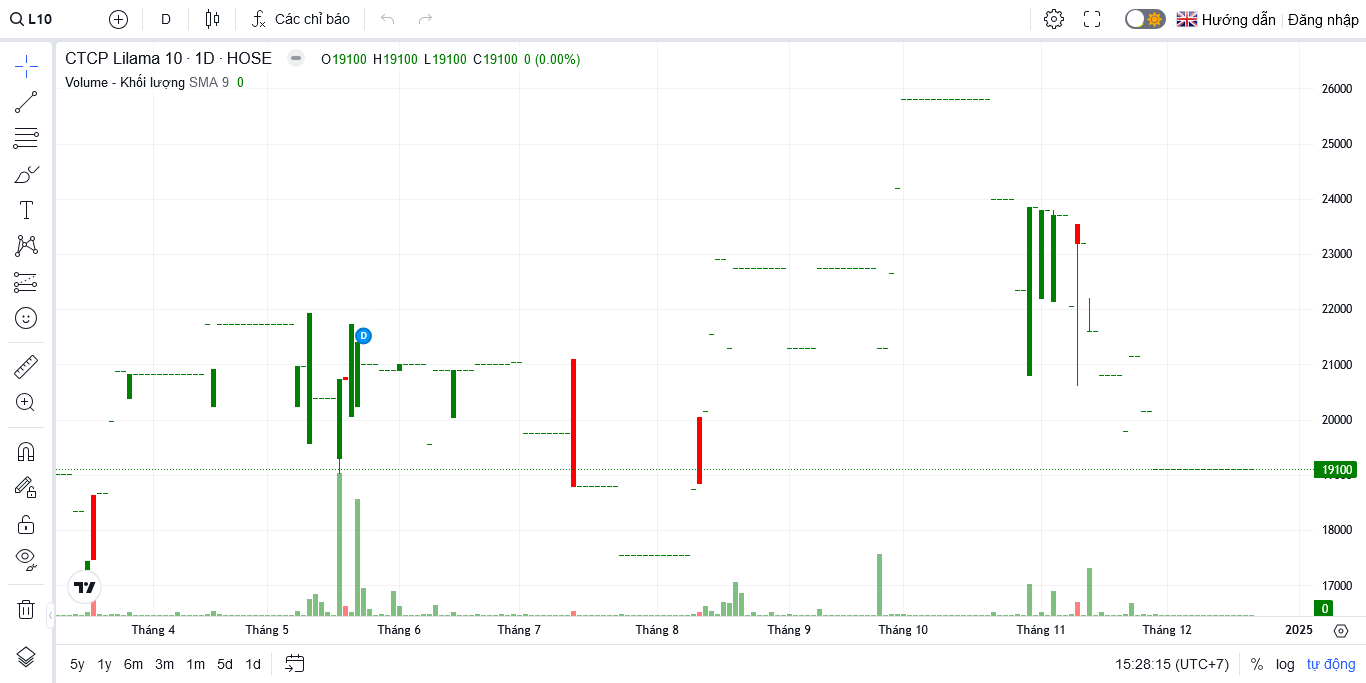 L10 D Các chỉ báo Hướng dẫn Đăng nhập
CTCP Lilama 10 · 1D · HOSE O19100 H19100 L19100 C19100 0 (0.00%)
Volume - Khối lượng SMA 9 0
26000
25000
24000
23000
22000
D
21000
20000
19100
18000
17000
0
Tháng 4 Tháng 5 Tháng 6 Tháng 7 Tháng 8 Tháng 9 Tháng 10 Tháng 11 Tháng 12 2025
5y 1y 6m 3m 1m 5d 1d 15:28:15 (UTC+7) % log tự động